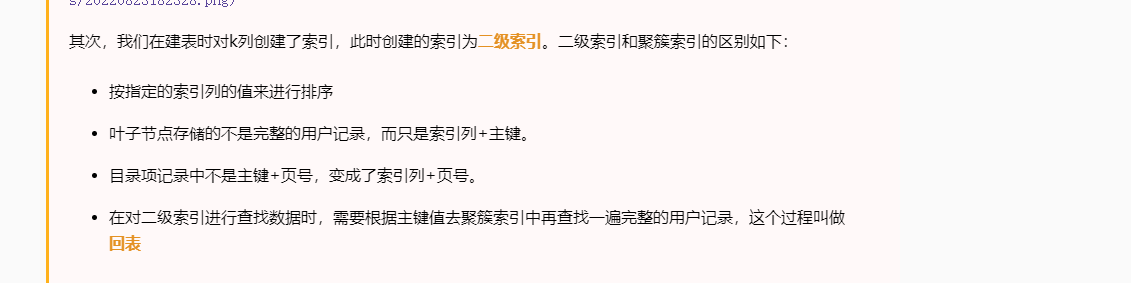 s/20220823182328.png)
其次，我们在建表时对k列创建了索引，此时创建的索引为二级索引。二级索引和聚簇索引的区别如下：
按指定的索引列的值来进行排序
叶子节点存储的不是完整的用户记录，而只是索引列+主键。
目录项记录中不是主键+页号，变成了索引列+页号。
在对二级索引进行查找数据时，需要根据主键值去聚簇索引中再查找一遍完整的用户记录，这个过程叫做
回表